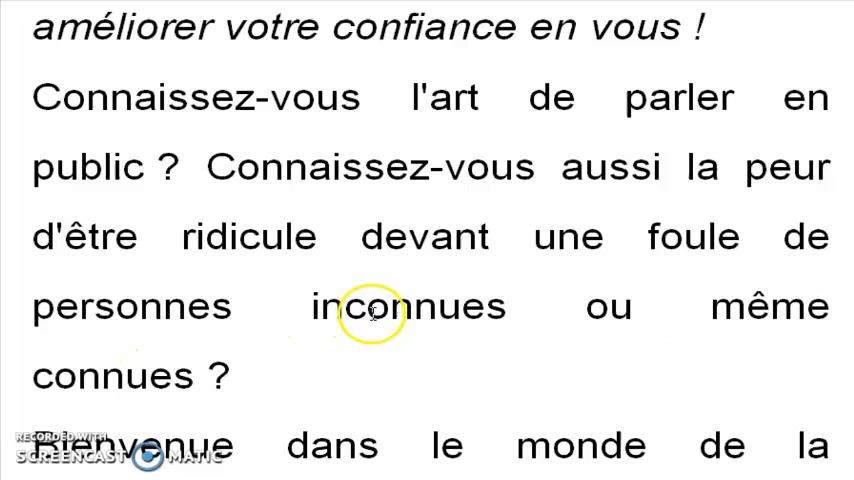 améliorer votre confiance en vous !
Connaissez-vous l'art de parler en
public ? Connaissez-vous aussi la peur
d'être ridicule devant une foule de
personnes inconnues ou même
connues ?
Bienvenue dans le monde de la
RECORDED WITH
SCREENCAST MATIC